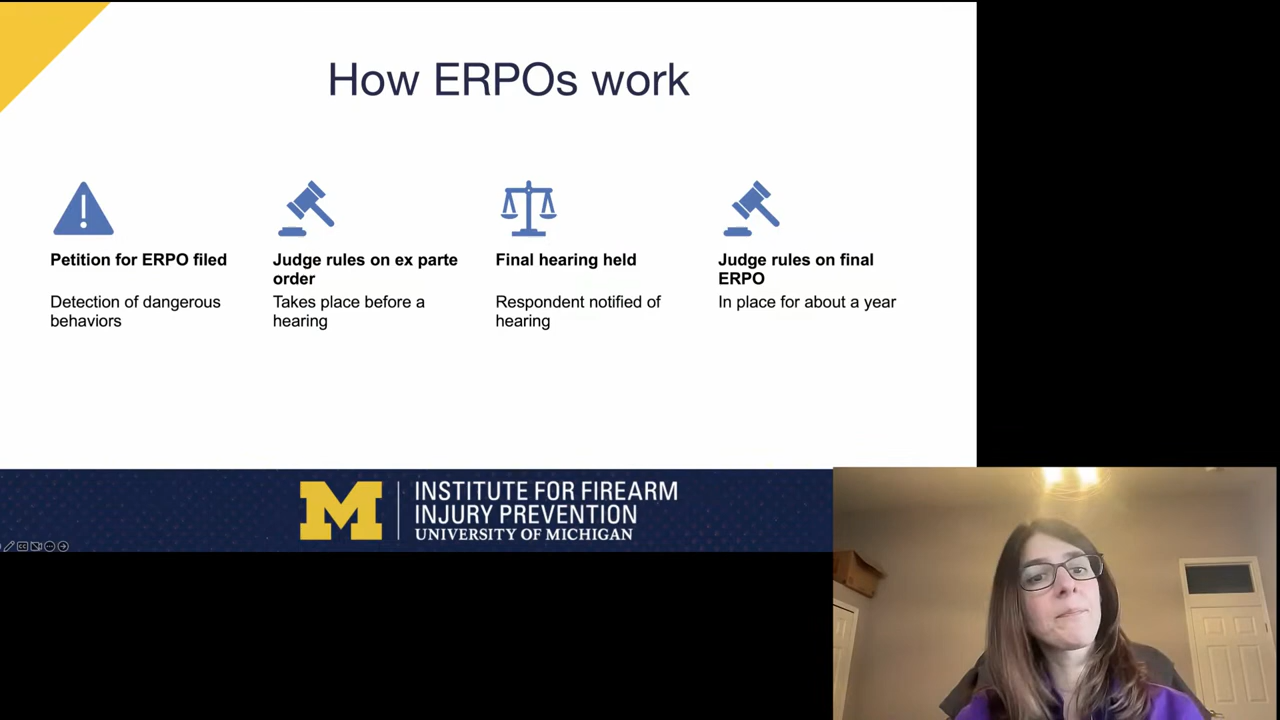 How ERPOs work
Petition for ERPO filed
Detection of dangerous
behaviors
Judge rules on ex parte
order
Takes place before a
hearing
Final hearing held
Respondent notified of
hearing
Judge rules on final
ERPO
In place for about a year
M
INSTITUTE FOR FIREARM
INJURY PREVENTION
UNIVERSITY OF MICHIGAN